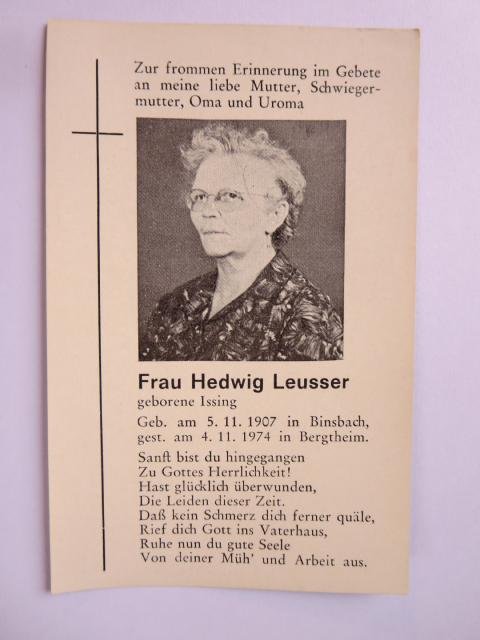 Zur frommen Erinnerung im Gebete
an meine liebe Mutter, Schwieger-
mutter, Oma und Uroma
Frau Hedwig Leusser
geborene Issing
Geb. am 5. 11. 1907 in Binsbach,
gest. am 4. 11. 1974 in Bergtheim.
Sanft bist du hingegangen
Zu Gottes Herrlichkeit!
Hast glücklich überwunden,
Die Leiden dieser Zeit.
Daß kein Schmerz dich ferner quäle,
Rief dich Gott ins Vaterhaus,
Ruhe nun du gute Seele
Von deiner Müh' und Arbeit aus.